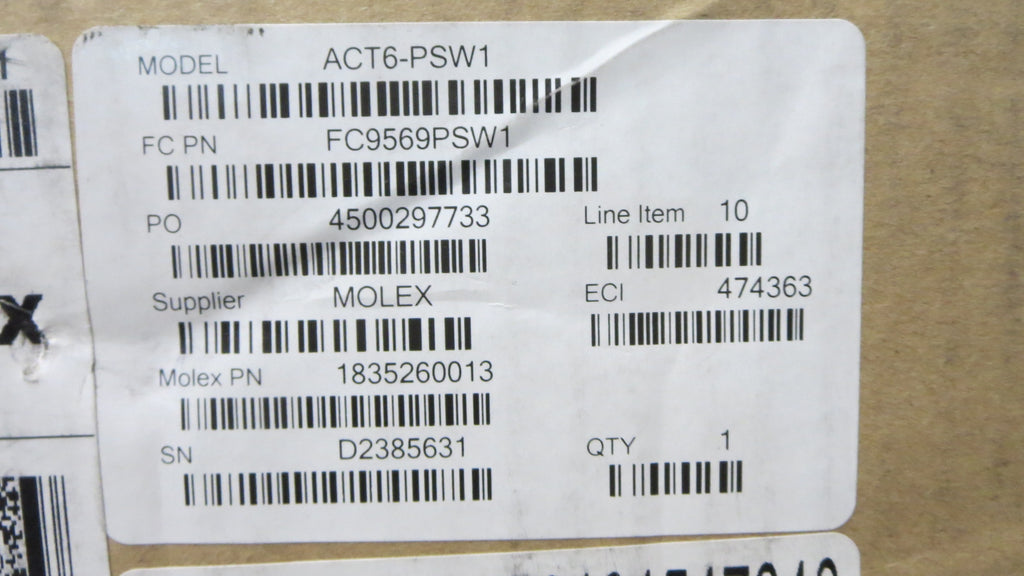 MODEL ACT6-PSW1
FC PN FC9569PSW1
PO 4500297733 Line Item 10
Supplier MOLEX ECI 474363
Molex PN 1835260013
SN D2385631 QTY 1
X